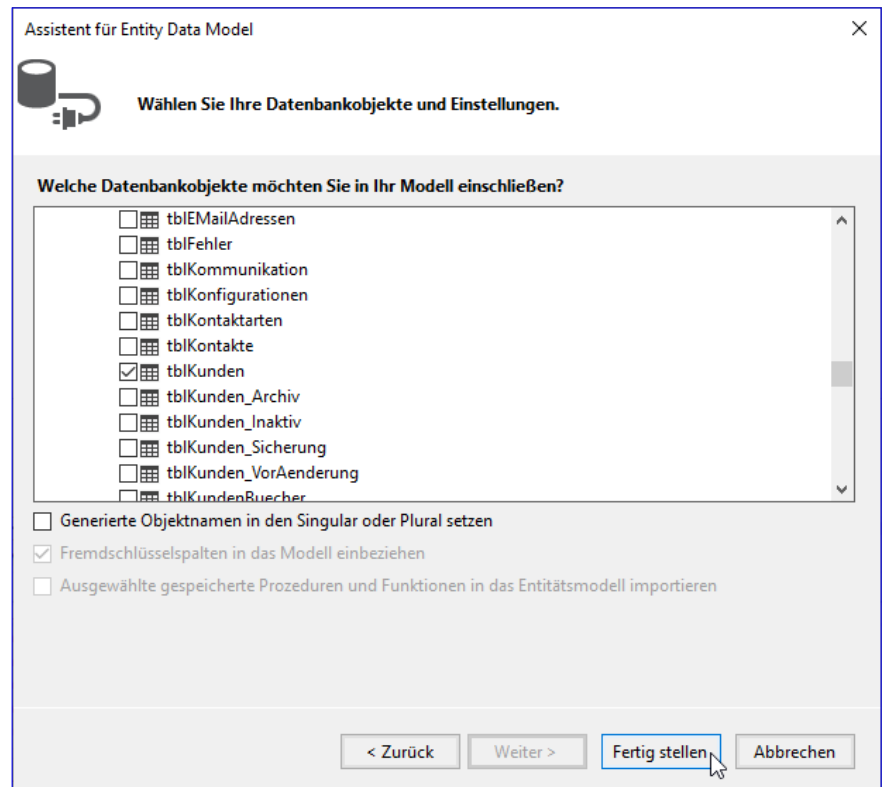 Assistent für Entity Data Model
Wählen Sie Ihre Datenbankobjekte und Einstellungen.
Welche Datenbankobjekte möchten Sie in Ihr Modell einschließen?
tblEMailAdressen
tblFehler
tblKommunikation
tblKonfigurationen
tblKontaktarten
tblKontakte
tblKunden
tblKunden_Archiv
tblKunden_Inaktiv
tblKunden_Sicherung
tblKunden_VorAenderung
tblKundenBuecher
Generierte Objektnamen in den Singular oder Plural setzen
Fremdschlüsselspalten in das Modell einbeziehen
Ausgewählte gespeicherte Prozeduren und Funktionen in das Entitätsmodell importieren
< Zurück
Weiter >
Fertig stellen
Abbrechen